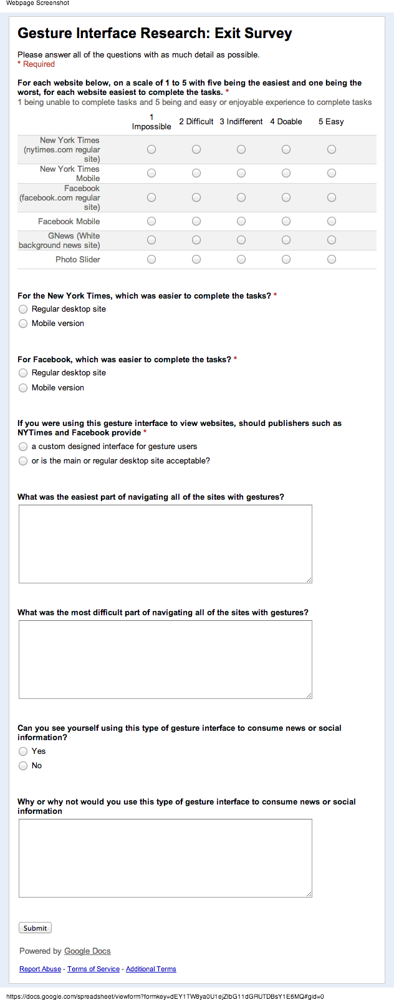 Webpage Screenshot
Gesture Interface Research: Exit Survey
Please answer all of the questions with as much detail as possible.
* Required
For each website below, on a scale of 1 to 5 with five being the easiest and one being the
worst, for each website easiest to complete the tasks. *
1 being unable to complete tasks and 5 being and easy or enjoyable experience to complete tasks
1
Impossible 2 Difficult 3 Indifferent 4 Doable 5 Easy
New York Times
(nytimes.com regular
site)
New York Times
Mobile
Facebook
(facebook.com regular
site)
Facebook Mobile
GNews (White
background news site)
Photo Slider
For the New York Times, which was easier to complete the tasks? *
Regular desktop site
Mobile version
For Facebook, which was easier to complete the tasks? *
Regular desktop site
Mobile version
If you were using this gesture interface to view websites, should publishers such as
NYTimes and Facebook provide *
a custom designed interface for gesture users
or is the main or regular desktop site acceptable?
What was the easiest part of navigating all of the sites with gestures?
What was the most difficult part of navigating all of the sites with gestures?
Can you see yourself using this type of gesture interface to consume news or social
information?
Yes
No
Why or why not would you use this type of gesture interface to consume news or social
information
Submit
Powered by Google Docs
Report Abuse - Terms of Service - Additional Terms
https://docs.google.com/spreadsheet/viewform?formkey=dEY1TW8ya0U1ejZIbG11dGRUTDBsY1E6MQ#gid=0